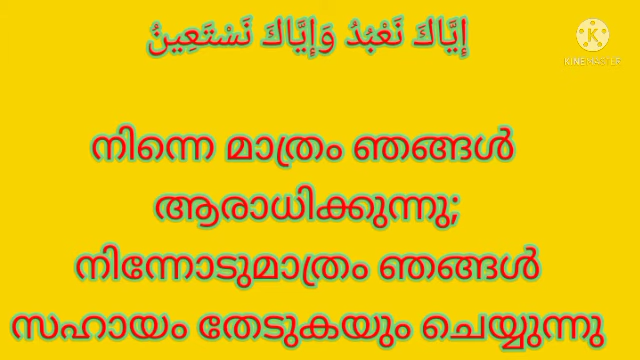 إِيَّاكَ نَعْبُدُ وَإِيَّاكَ نَسْتَعِينُ
KINEMASTER
നിന്നെ മാത്രം ഞങ്ങൾ
ആരാധിക്കുന്നു;
നിന്നോടുമാത്രം ഞങ്ങൾ
സഹായം തേടുകയും ചെയ്യുന്നു